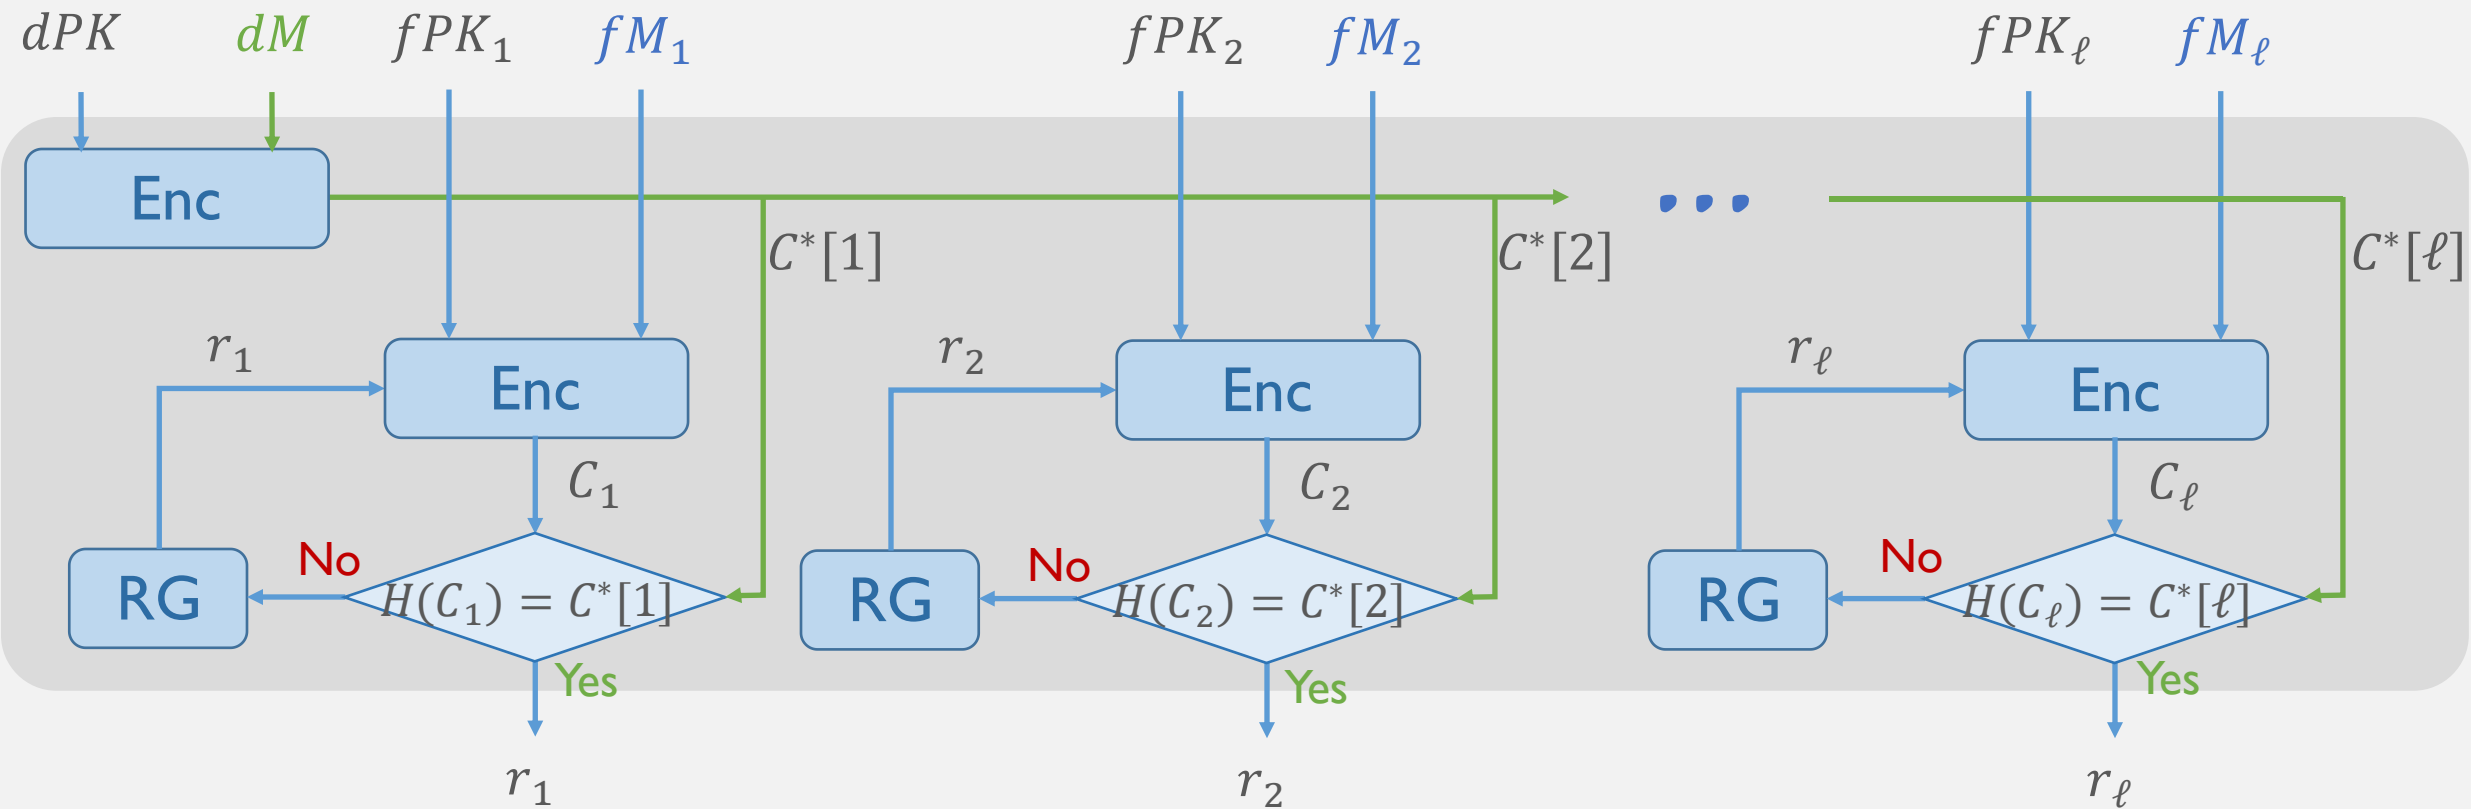 dPK dM fPK₁ fM₁ fPK₂ fM₂ fPKℓ fMℓ
Enc
C*[1] C*[2] C*[ℓ]
r₁ r₂ rℓ
Enc Enc Enc
C₁ C₂ Cℓ
No No No
RG H(C₁) = C*[1] RG H(C₂) = C*[2] RG H(Cℓ) = C*[ℓ]
Yes Yes Yes
r₁ r₂ rℓ